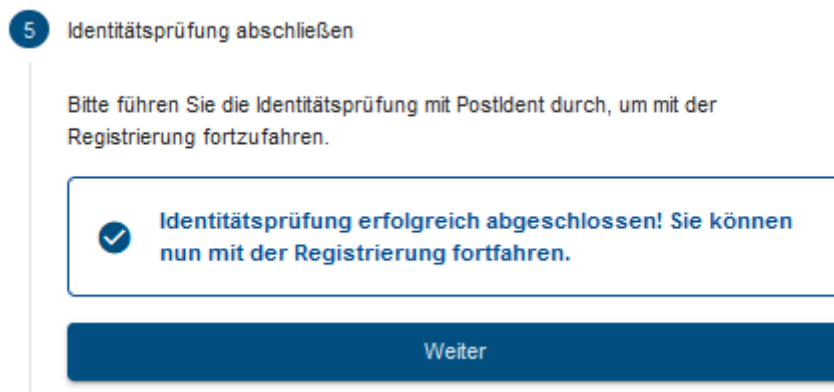 5 Identitätsprüfung abschließen
Bitte führen Sie die Identitätsprüfung mit PostIdent durch, um mit der
Registrierung fortzufahren.
Identitätsprüfung erfolgreich abgeschlossen! Sie können
nun mit der Registrierung fortfahren.
Weiter